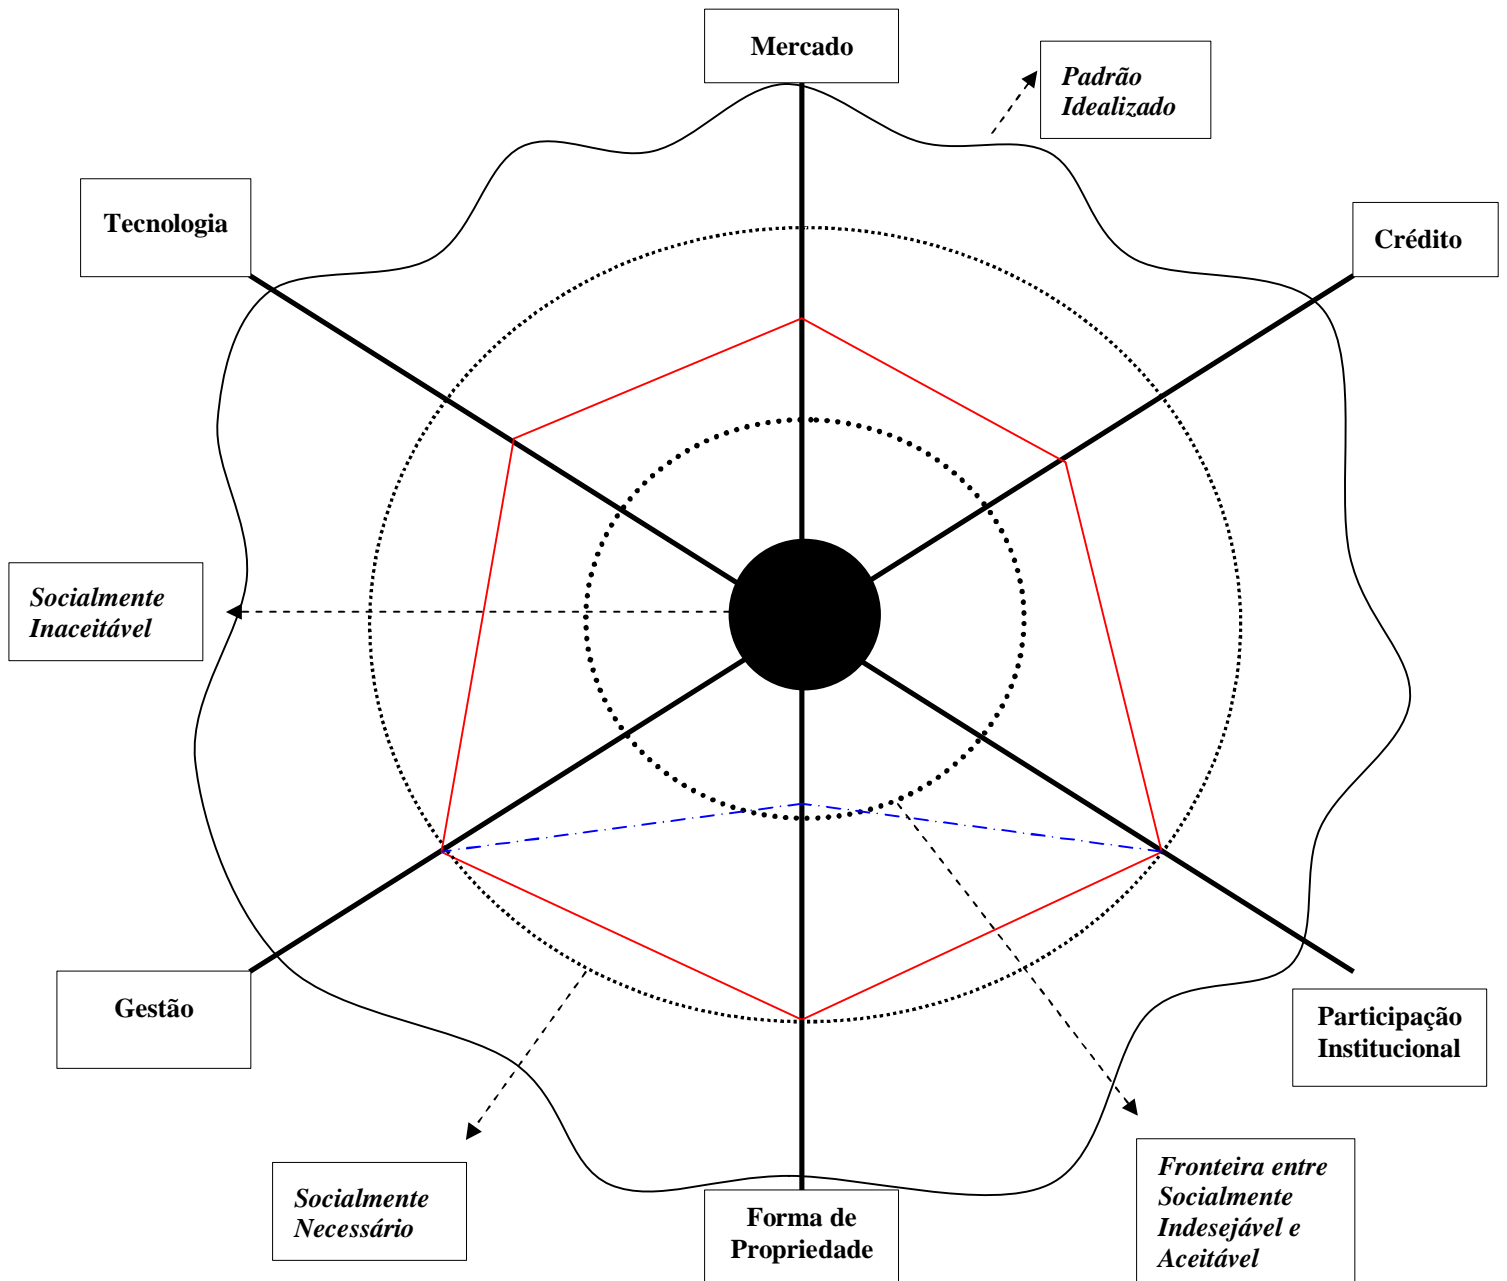 Mercado
Padrão
Idealizado
Tecnologia
Crédito
Socialmente
Inaceitável
Gestão
Participação
Institucional
Socialmente
Necessário
Forma de
Propriedade
Fronteira entre
Socialmente
Indesejável e
Aceitável